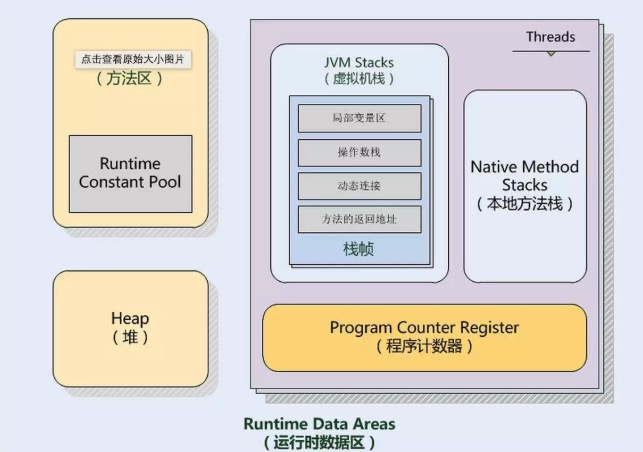 点击查看原始大小图片
（方法区）
Runtime
Constant Pool
Heap
（堆）
Threads
JVM Stacks
（虚拟机栈）
局部变量区
操作数栈
动态连接
方法的返回地址
栈帧
Native Method
Stacks
（本地方法栈）
Program Counter Register
（程序计数器）
Runtime Data Areas
（运行时数据区）